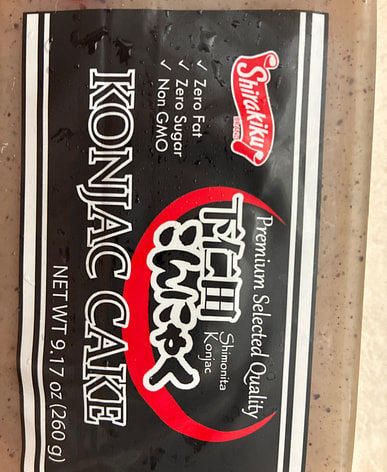 Shirakiku
Premium Selected Quality
✓ Zero Fat
✓ Zero Sugar
✓ Non GMO
下仁田
こんにゃく
Shimonita
Konjac
KONJAC CAKE
NET WT 9.17 oz (260 g)